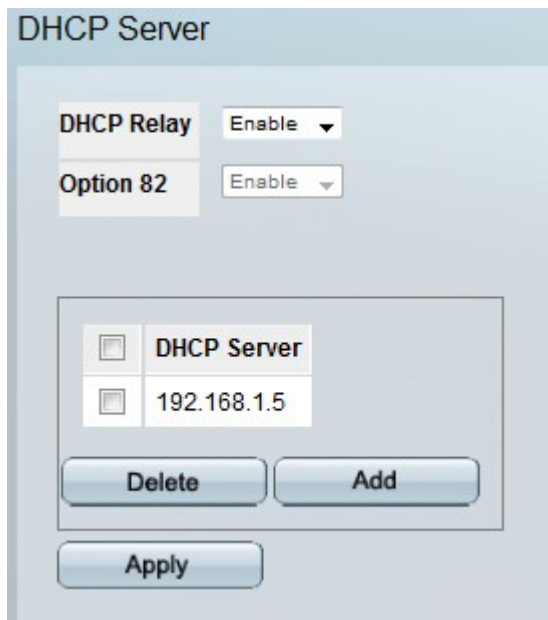 DHCP Server
DHCP Relay Enable
Option 82 Enable
DHCP Server
192.168.1.5
Delete Add
Apply